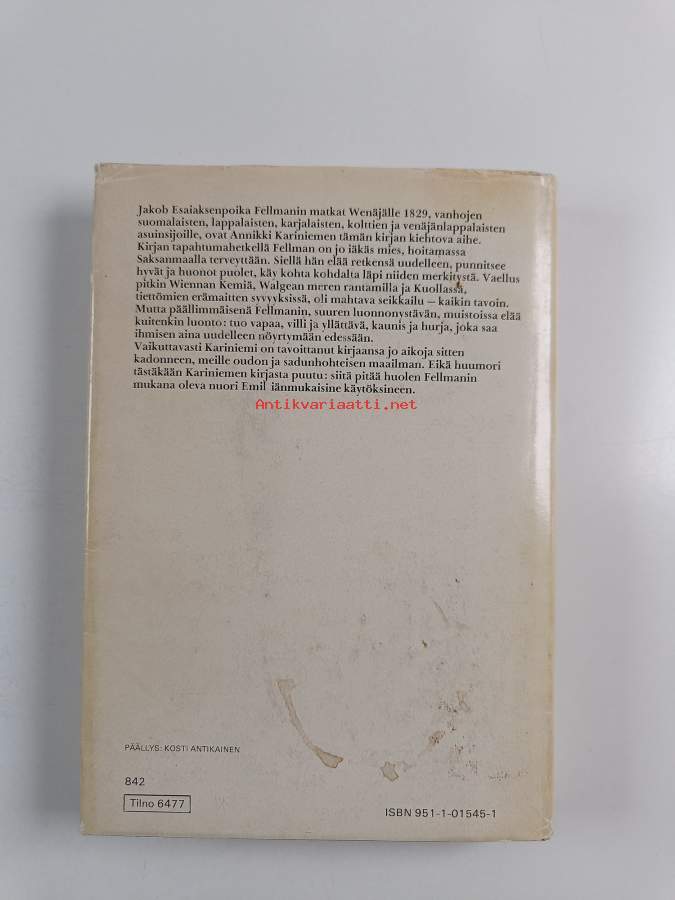 Jakob Esaiaksenpoika Fellmanin matkat Wenäjälle 1829, vanhojen
suomalaisten, lappalaisten, karjalaisten, kolttien ja venäjänlappalaisten
asuinsijoille, ovat Annikki Kariniemen tämän kirjan kiehtova aihe.
Kirjan tapahtumahetkellä Fellman on jo iäkäs mies, hoitamassa
Saksanmaalla terveyttään. Siellä hän elää retkensä uudelleen, punnitsee
hyvät ja huonot puolet, käy kohta kohdalta läpi niiden merkitystä. Vaellus
pitkin Wiennan Kemiä, Walgean meren rantamilla ja Kuollassa,
tiettömien erämaitten syvyyksissä, oli mahtava seikkailu – kaikin tavoin.
Mutta päällimmäisenä Fellmanin, suuren luonnonystävän, muistoissa elää
kuitenkin luonto: tuo vapaa, villi ja yllättävä, kaunis ja hurja, joka saa
ihmisen aina uudelleen nöyrtymään edessään.
Vaikuttavasti Kariniemi on tavoittanut kirjaansa jo aikoja sitten
kadonneen, meille oudon ja sadunhohteisen maailman. Eikä huumori
tästäkään Kariniemen kirjasta puutu: siitä pitää huolen Fellmanin
mukana oleva nuori Emil iänmukaisine käytöksineen.
Antikvariaatti.net
PÄÄLLYS: KOSTI ANTIKAINEN
842
Tilno 6477
ISBN 951-1-01545-1